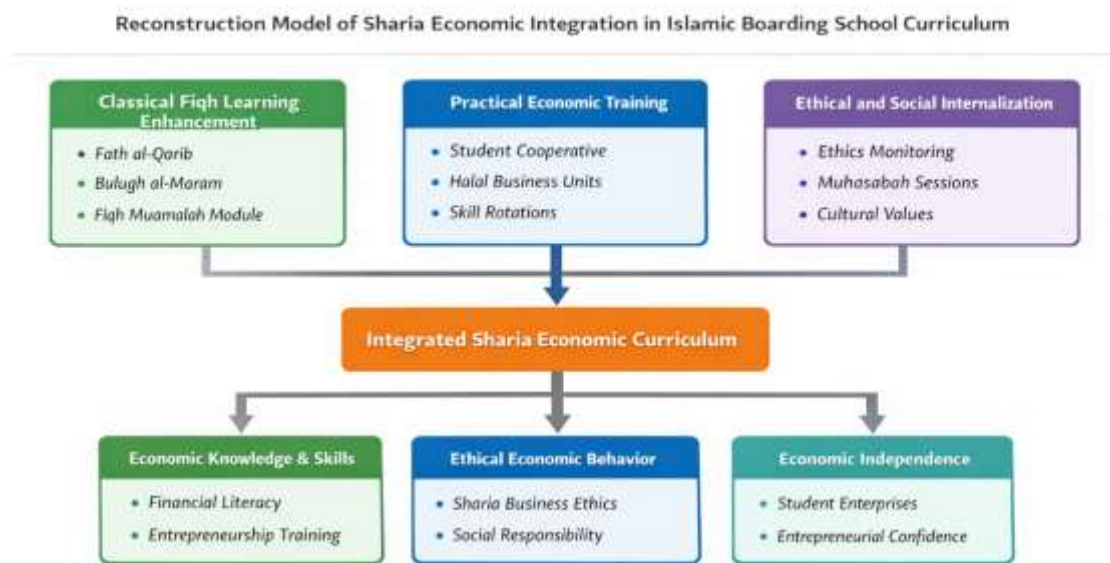 Reconstruction Model of Sharia Economic Integration in Islamic Boarding School Curriculum
Classical Fiqh Learning
Enhancement
• Fath al-Qarib
• Bulugh al-Maram
• Fiqh Muamalah Module
Practical Economic Training
• Student Cooperative
• Halal Business Units
• Skill Rotations
Ethical and Social Internalization
• Ethics Monitoring
• Muhasabah Sessions
• Cultural Values
Integrated Sharia Economic Curriculum
Economic Knowledge & Skills
• Financial Literacy
• Entrepreneurship Training
Ethical Economic Behavior
• Sharia Business Ethics
• Social Responsibility
Economic Independence
• Student Enterprises
• Entrepreneurial Confidence